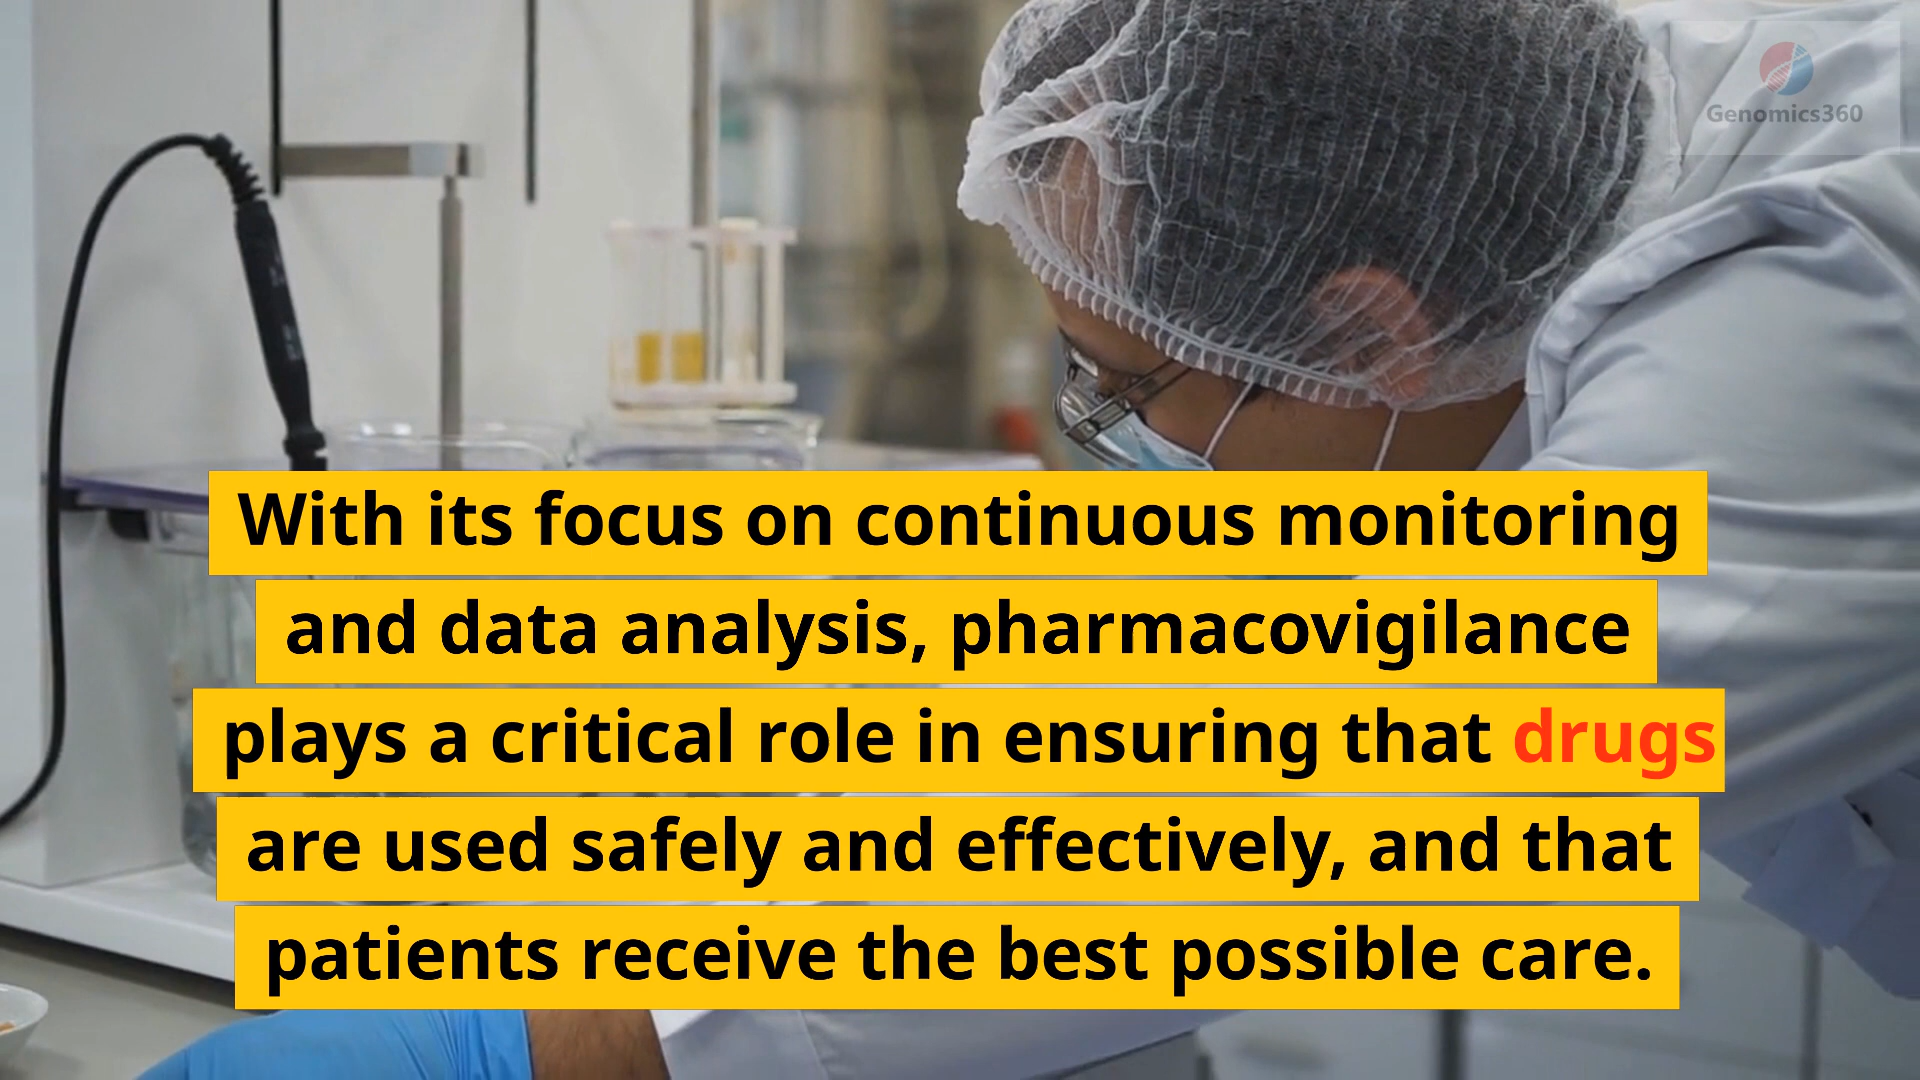 Genomics360
With its focus on continuous monitoring
and data analysis, pharmacovigilance
plays a critical role in ensuring that drugs
are used safely and effectively, and that
patients receive the best possible care.